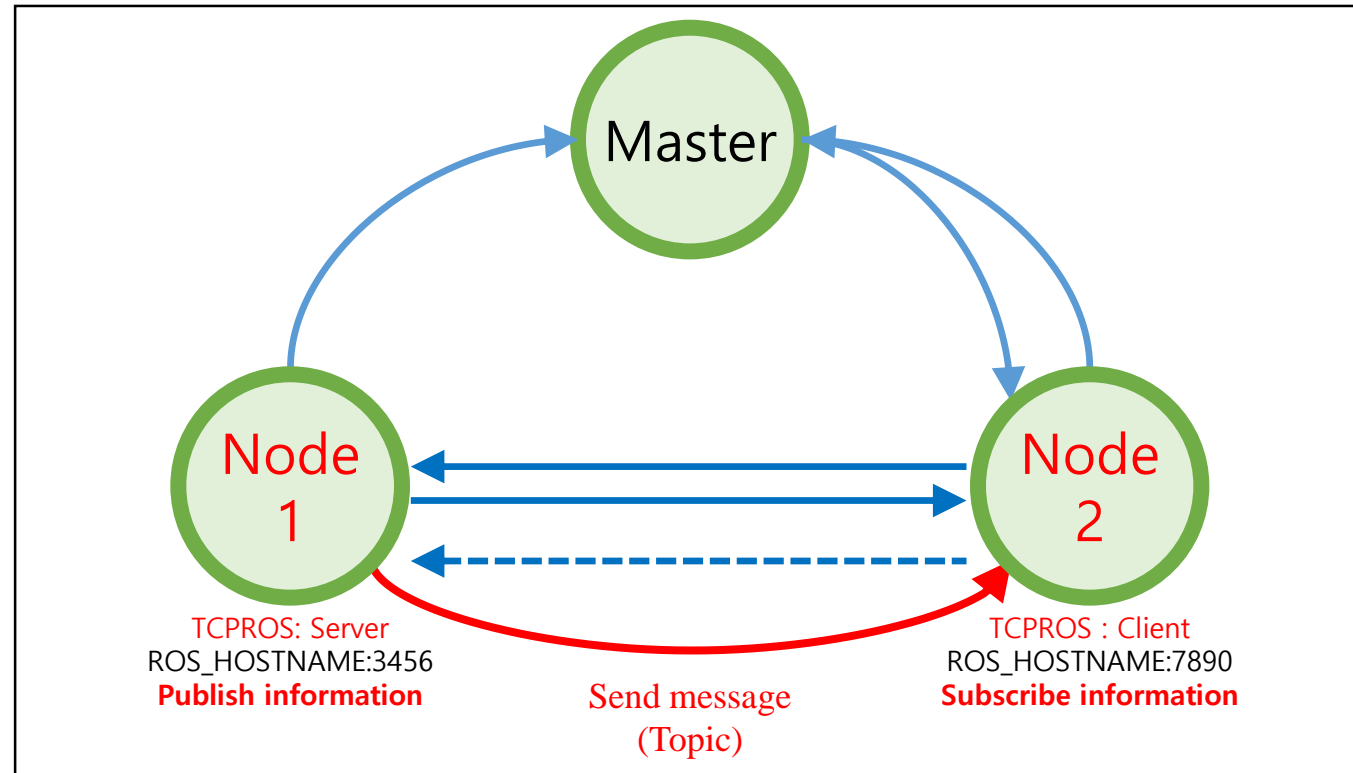 Master
Node
1
Node
2
TCPROS: Server
ROS_HOSTNAME:3456
Publish information
TCPROS : Client
ROS_HOSTNAME:7890
Subscribe information
Send message
(Topic)